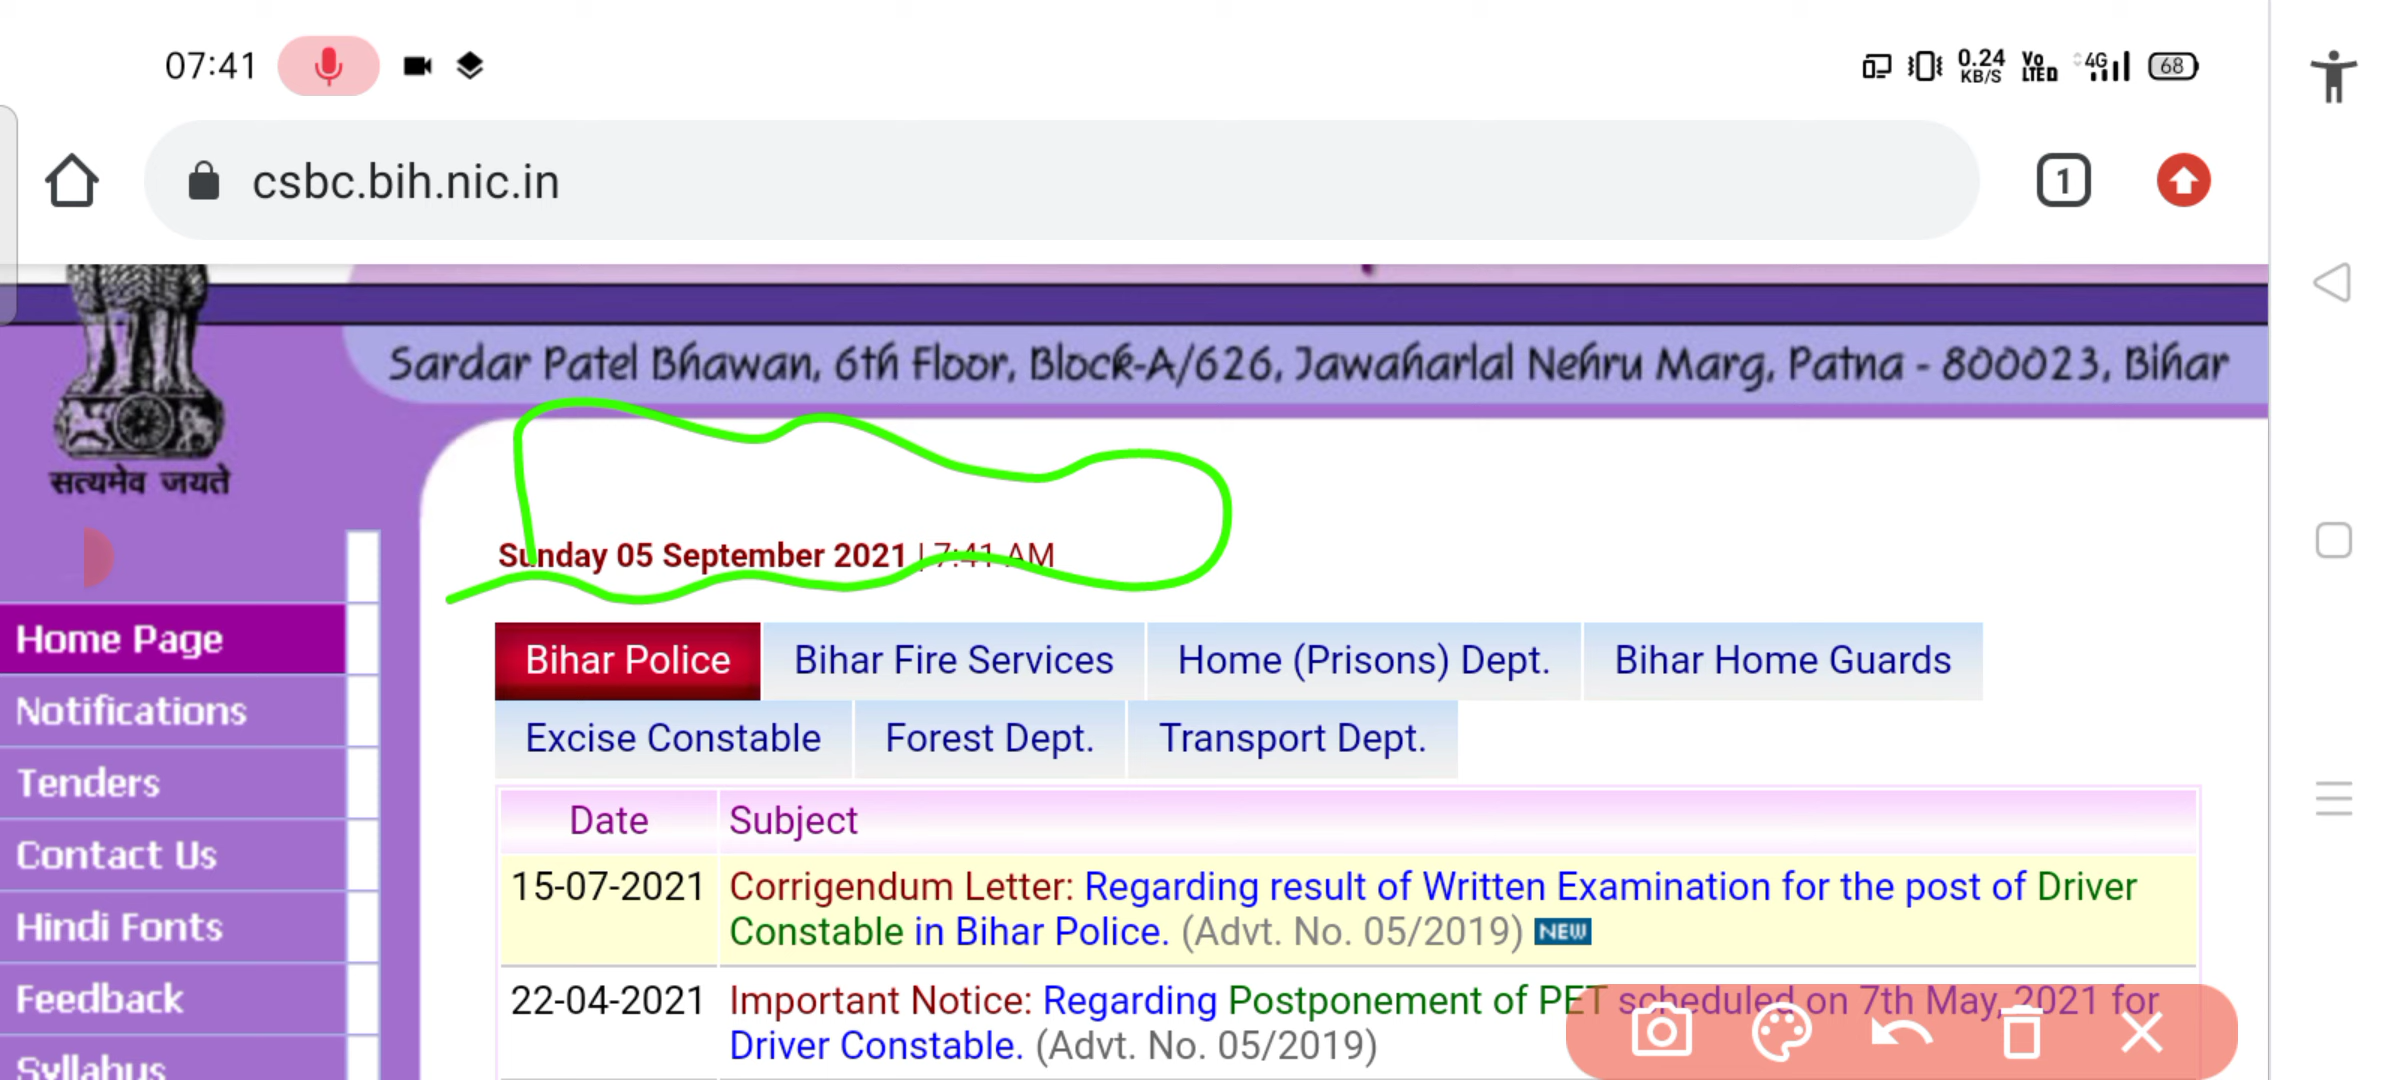 07:41
0.24 KB/S
Vo LTED
4G
68
csbc.bih.nic.in
1
Sardar Patel Bhawan, 6th Floor, Block-A/626, Jawaharlal Nehru Marg, Patna - 800023, Bihar
सत्यमेव जयते
Sunday 05 September 2021 | 7:41 AM
Home Page
Notifications
Tenders
Contact Us
Hindi Fonts
Feedback
Syllabus
Bihar Police
Bihar Fire Services
Home (Prisons) Dept.
Bihar Home Guards
Excise Constable
Forest Dept.
Transport Dept.
Date Subject
15-07-2021 Corrigendum Letter: Regarding result of Written Examination for the post of Driver
Constable in Bihar Police. (Advt. No. 05/2019) NEW
22-04-2021 Important Notice: Regarding Postponement of PET scheduled on 7th May, 2021 for
Driver Constable. (Advt. No. 05/2019)